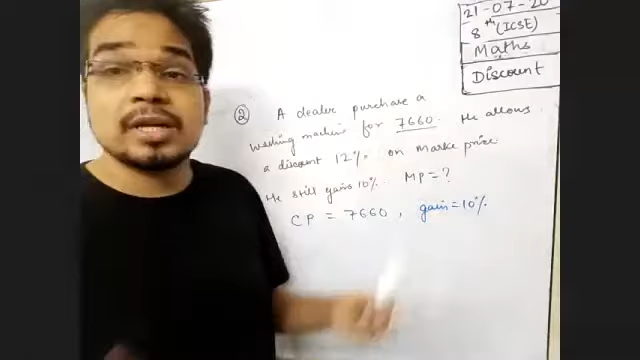 21-07-20
8th (ICSE)
Maths
Discount
② A dealer purchase a
washing machine for 7660. He allows
a discount 12% on Marke price.
He still gain 10%. MP = ?
CP = 7660, gain = 10%